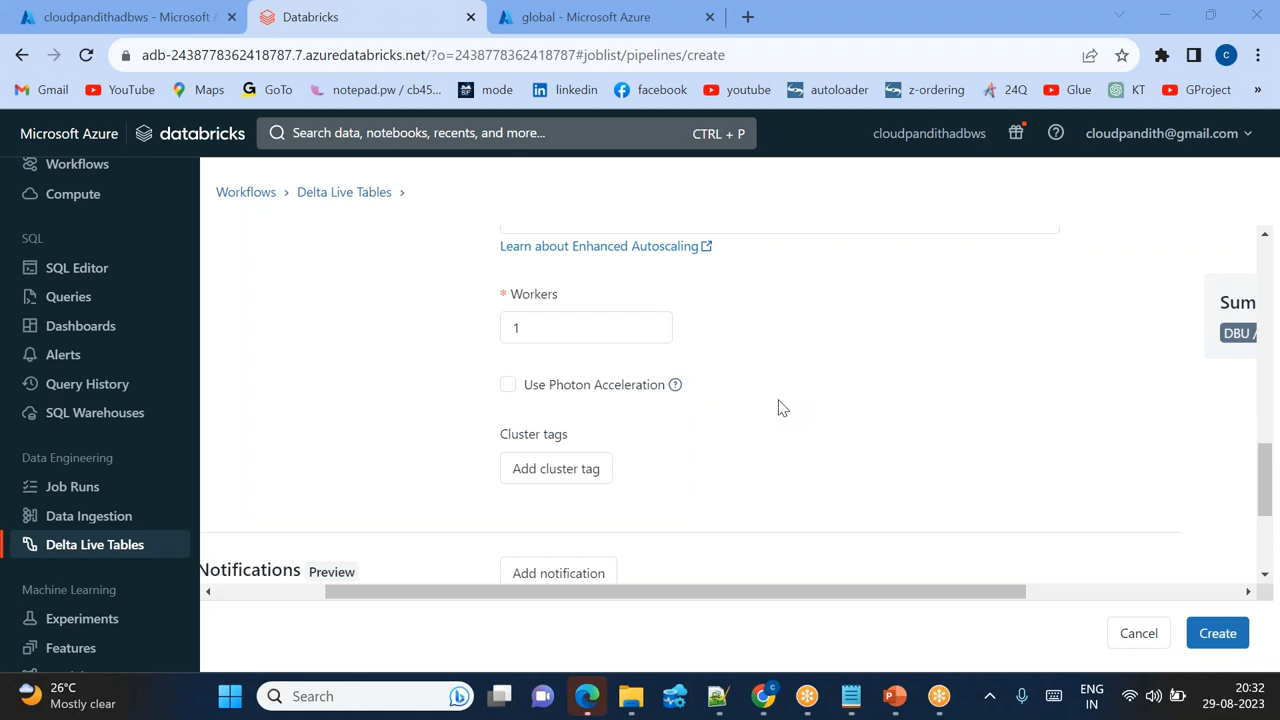 cloudpandithadbws - Microsoft A
Databricks
global - Microsoft Azure
adb-2438778362418787.7.azuredatabricks.net/?o=2438778362418787#joblist/pipelines/create
C
Gmail
YouTube
Maps
GoTo
notepad.pw / cb45...
mode
linkedin
facebook
youtube
autoloader
z-ordering
24Q
Glue
KT
GProject
»
Microsoft Azure
databricks
Search data, notebooks, recents, and more...
CTRL + P
cloudpandithadbws
cloudpandith@gmail.com
Workflows
Compute
SQL
SQL Editor
Queries
Dashboards
Alerts
Query History
SQL Warehouses
Data Engineering
Job Runs
Data Ingestion
Delta Live Tables
Machine Learning
Experiments
Features
Workflows > Delta Live Tables >
Learn about Enhanced Autoscaling
* Workers
1
Use Photon Acceleration
Cluster tags
Add cluster tag
Notifications Preview
Add notification
Sum
DBU /
Cancel
Create
26°C
Mostly clear
Search
ENG
IN
20:32
29-08-2023